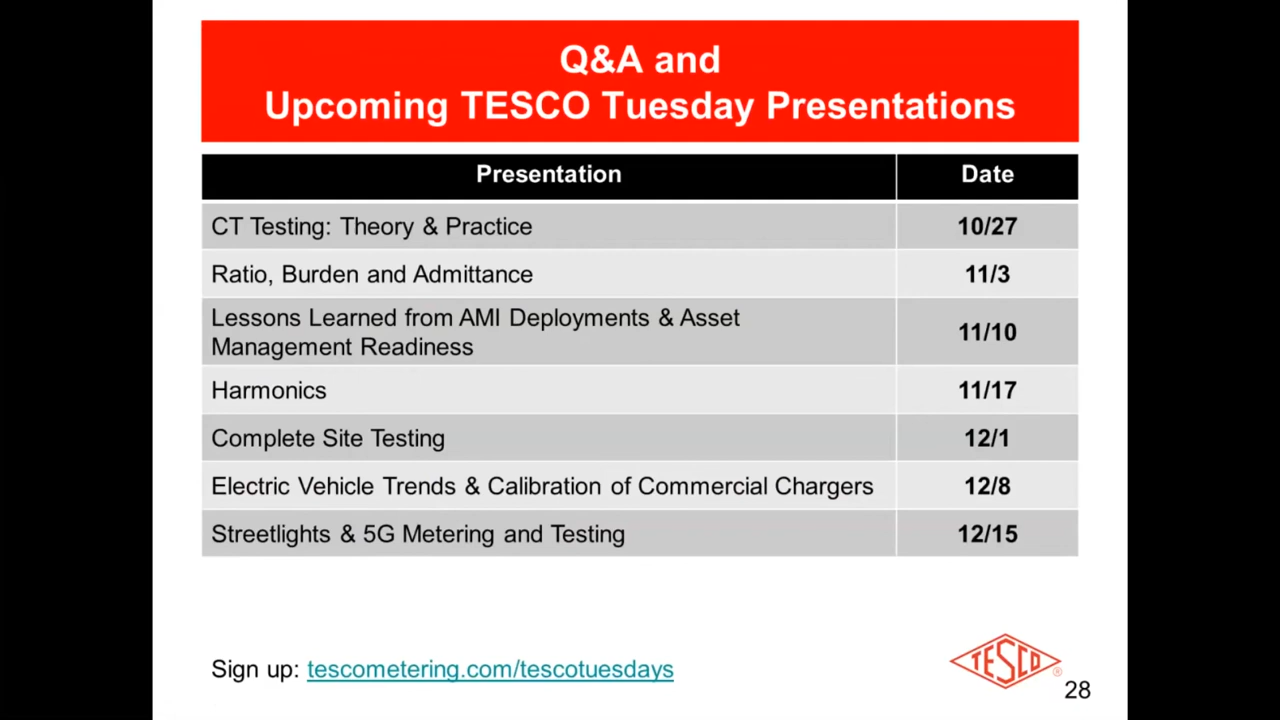 Q&A and
Upcoming TESCO Tuesday Presentations
Presentation Date
CT Testing: Theory & Practice 10/27
Ratio, Burden and Admittance 11/3
Lessons Learned from AMI Deployments & Asset
Management Readiness 11/10
Harmonics 11/17
Complete Site Testing 12/1
Electric Vehicle Trends & Calibration of Commercial Chargers 12/8
Streetlights & 5G Metering and Testing 12/15
Sign up: tescometering.com/tescotuesdays
TESCO ®
28